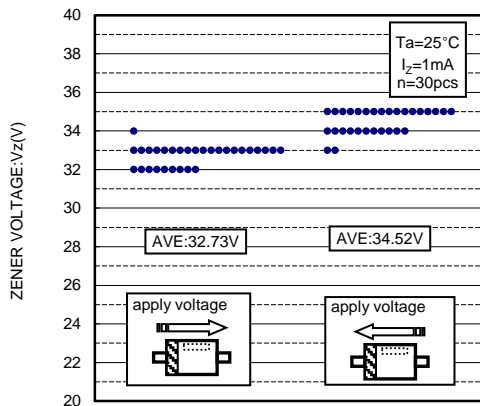 ZENER VOLTAGE:Vz(V)
40
38
36
34
32
30
28
26
24
22
20
Ta=25°C
IZ=1mA
n=30pcs
AVE:32.73V
AVE:34.52V
apply voltage
apply voltage